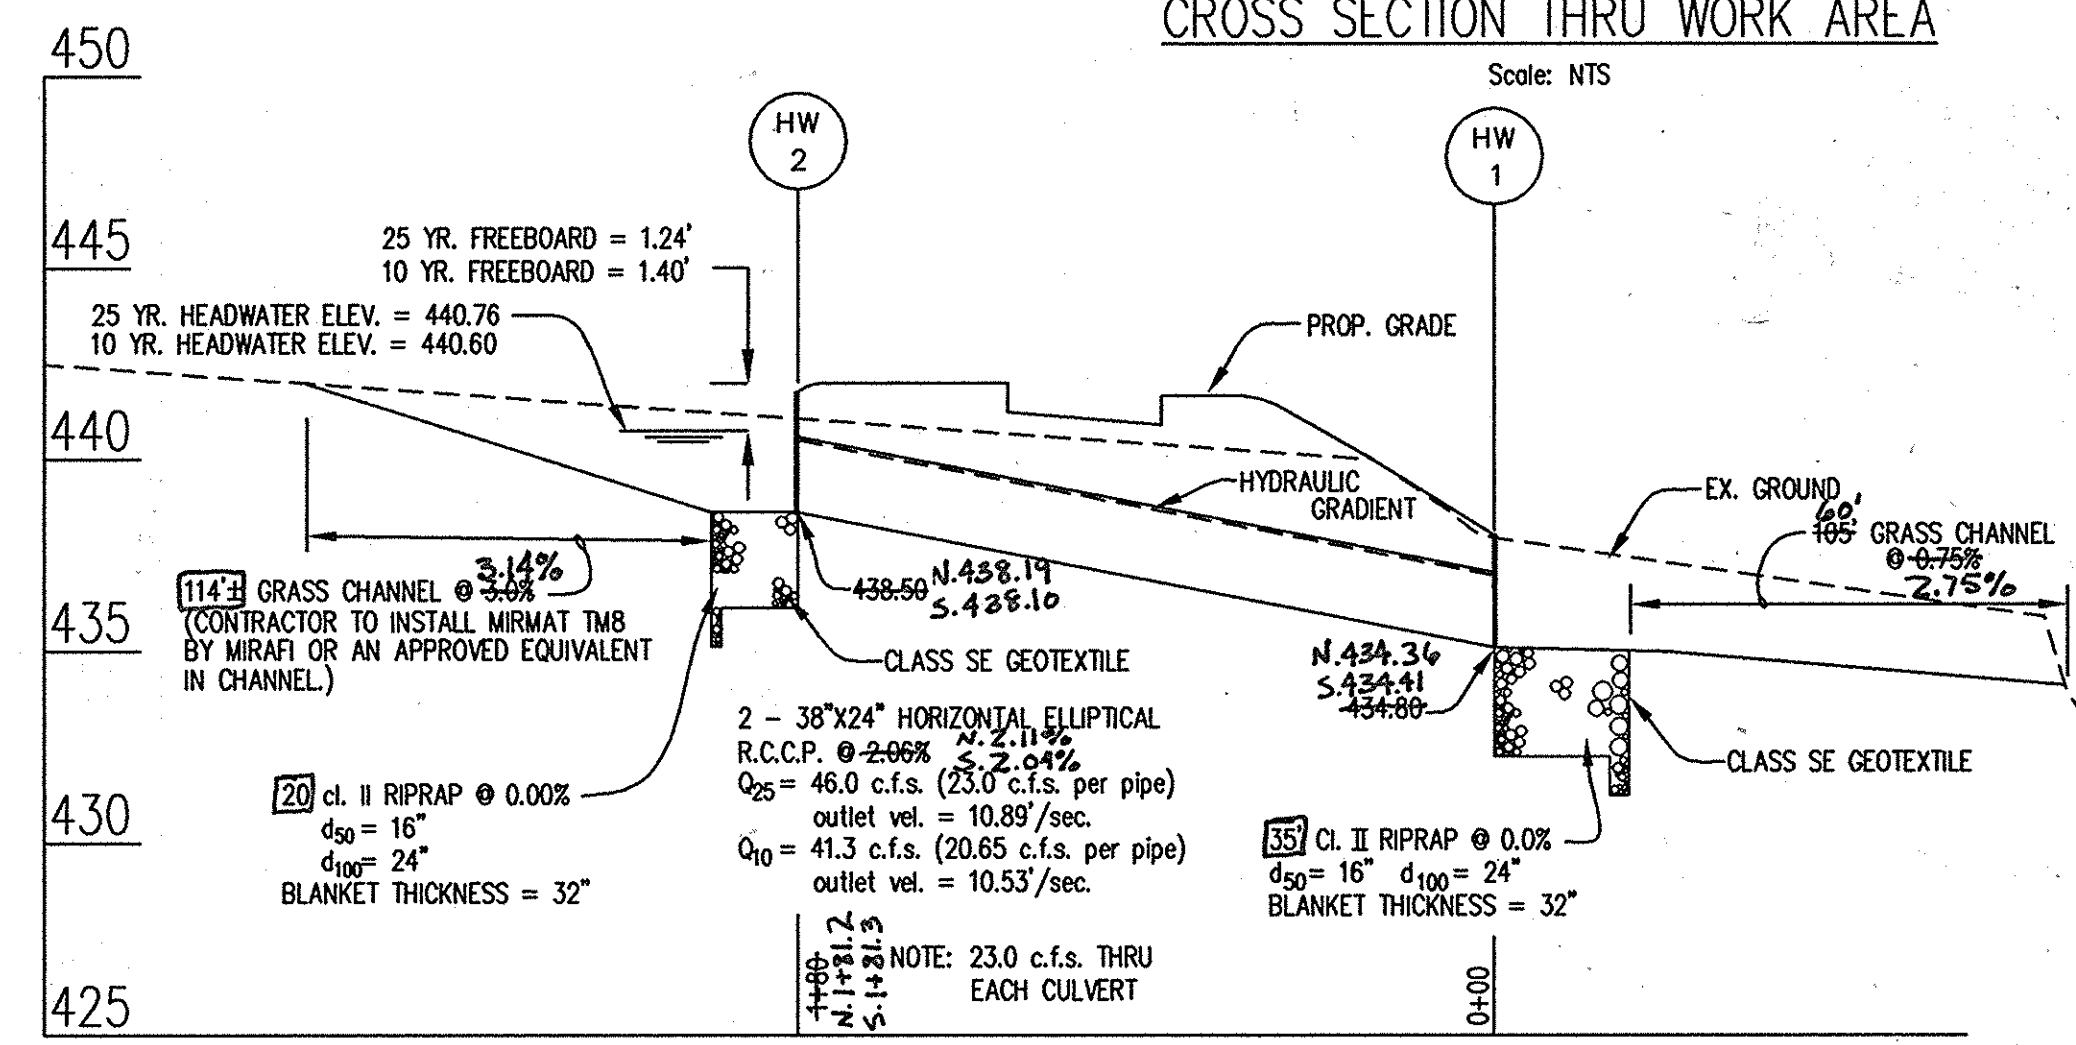 CROSS SECTION THRU WORK AREA
Scale: NTS
450
445
440
435
430
425
HW
2
HW
1
25 YR. FREEBOARD = 1.24'
10 YR. FREEBOARD = 1.40'
25 YR. HEADWATER ELEV. = 440.76
10 YR. HEADWATER ELEV. = 440.60
PROP. GRADE
HYDRAULIC
GRADIENT
EX. GROUND
60'
105' GRASS CHANNEL
@ 0.75%
2.75%
3.14%
114'± GRASS CHANNEL @ 3.0%
(CONTRACTOR TO INSTALL MIRMAT TM8
BY MIRAFI OR AN APPROVED EQUIVALENT
IN CHANNEL.)
438.50 N.438.19
S.438.10
CLASS SE GEOTEXTILE
N.434.36
S.434.41
434.80
CLASS SE GEOTEXTILE
2 - 38"X24" HORIZONTAL ELLIPTICAL
R.C.C.P. @ 2.06% N. 2.11%
S. 2.04%
Q25 = 46.0 c.f.s. (23.0 c.f.s. per pipe)
outlet vel. = 10.89'/sec.
Q10 = 41.3 c.f.s. (20.65 c.f.s. per pipe)
outlet vel. = 10.53'/sec.
20 cl. II RIPRAP @ 0.00%
d50 = 16"
d100= 24"
BLANKET THICKNESS = 32"
35' Cl. II RIPRAP @ 0.0%
d50= 16" d100= 24"
BLANKET THICKNESS = 32"
1+80
N.1+81.2
S.1+81.3
NOTE: 23.0 c.f.s. THRU
EACH CULVERT
0+00